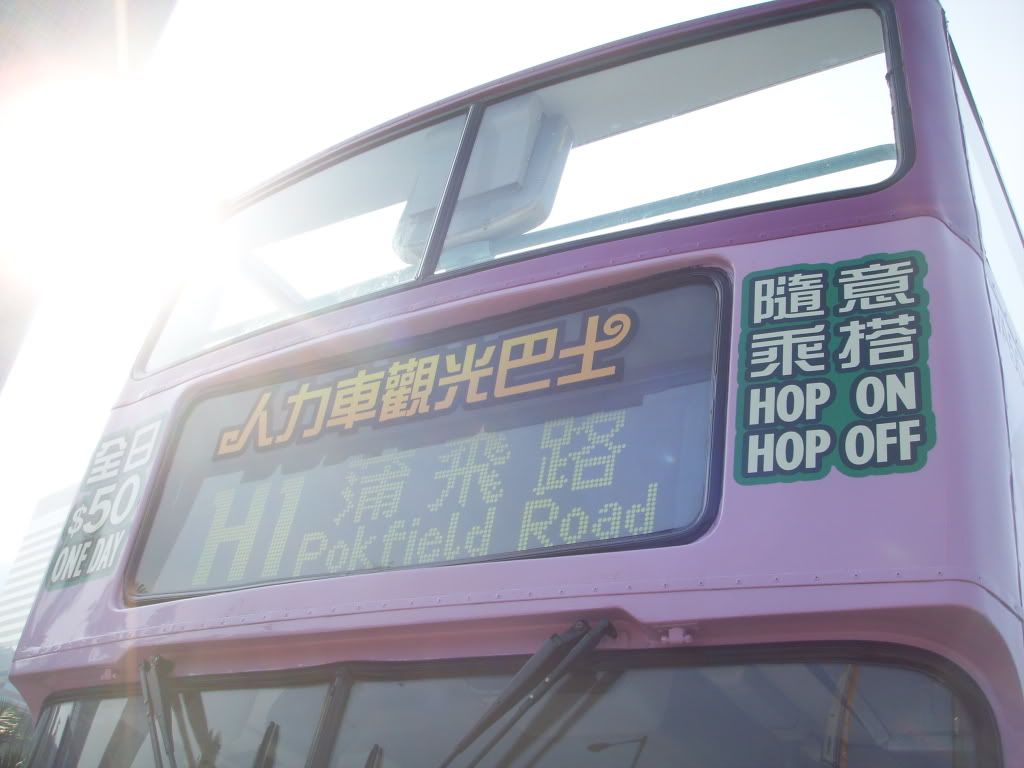 人力車觀光巴士
H1 蒲飛路
Pokfield Road
全日
$50
ONE DAY
隨意
乘搭
HOP ON
HOP OFF